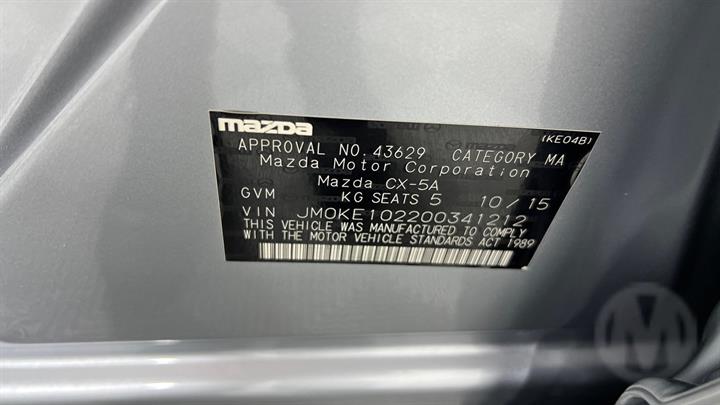 mazda
(KE04B)
APPROVAL NO. 43629 CATEGORY MA
Mazda Motor Corporation
Mazda CX-5A
GVM KG SEATS 5 10/15
VIN JM0KE102200341212
THIS VEHICLE WAS MANUFACTURED TO COMPLY
WITH THE MOTOR VEHICLE STANDARDS ACT 1989
M